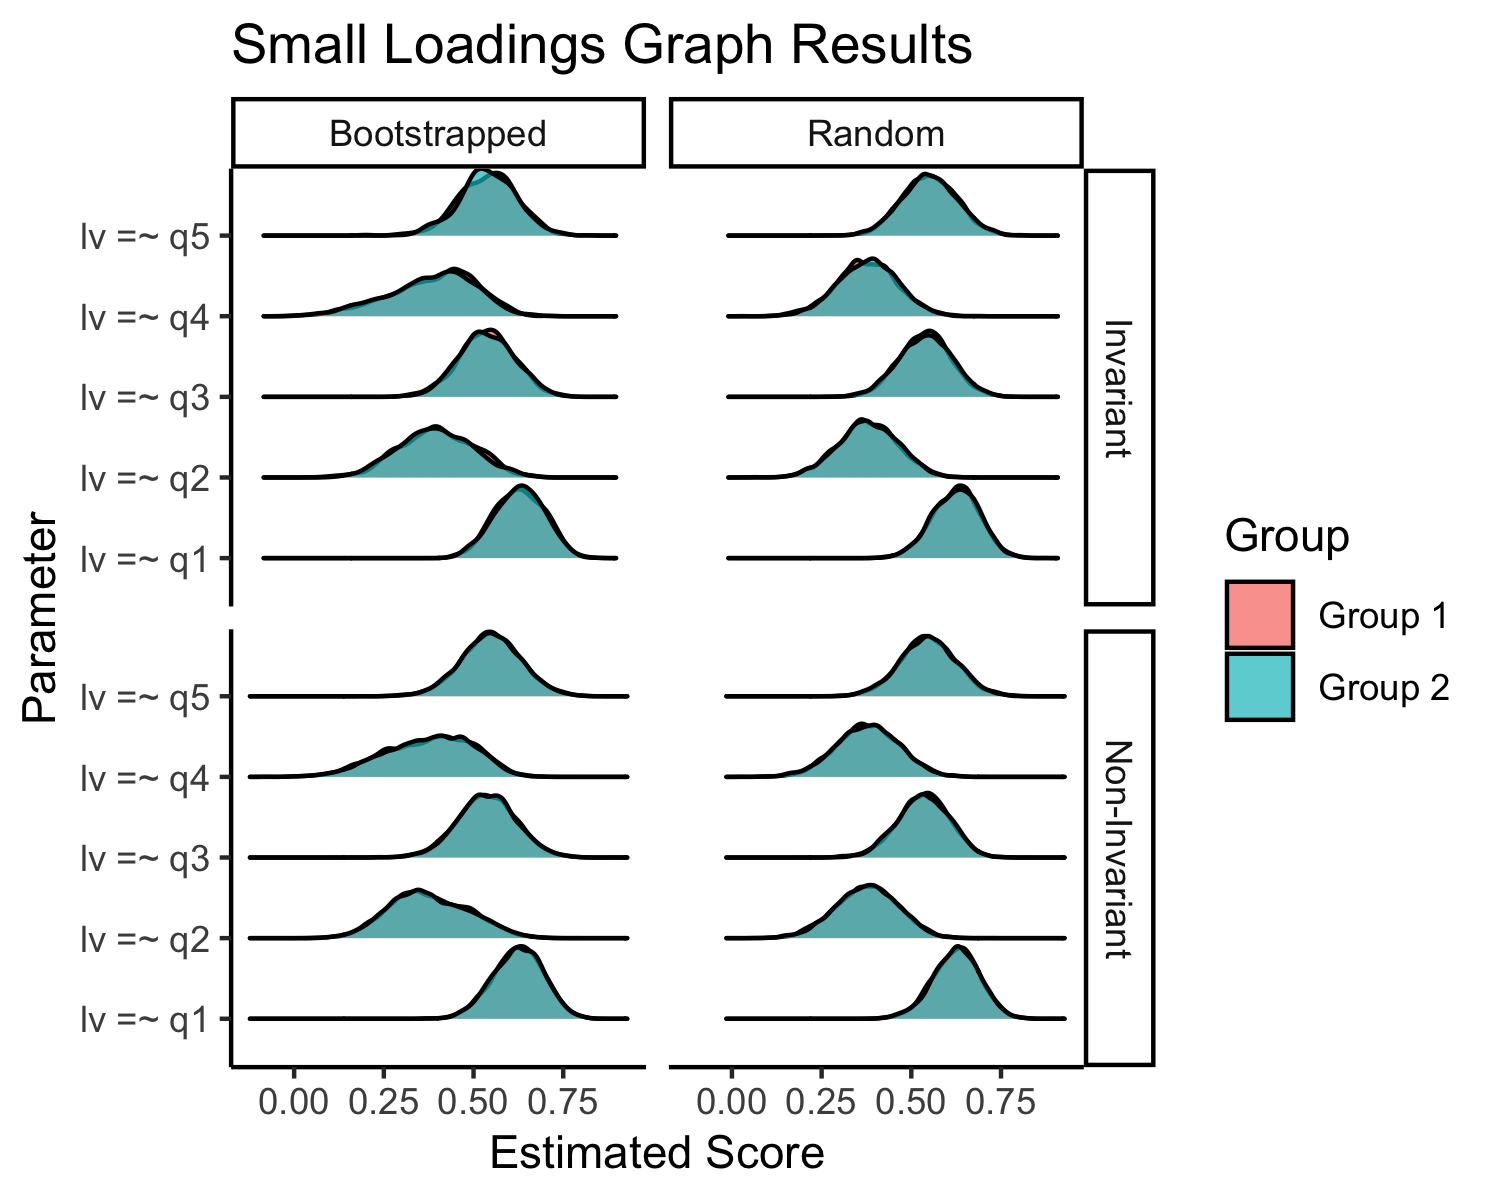 Small Loadings Graph Results
Bootstrapped
Random
lv =~ q5
lv =~ q4
lv =~ q3
lv =~ q2
lv =~ q1
Invariant
lv =~ q5
lv =~ q4
lv =~ q3
lv =~ q2
lv =~ q1
Non-Invariant
Parameter
0.00 0.25 0.50 0.75
0.00 0.25 0.50 0.75
Estimated Score
Group
Group 1
Group 2